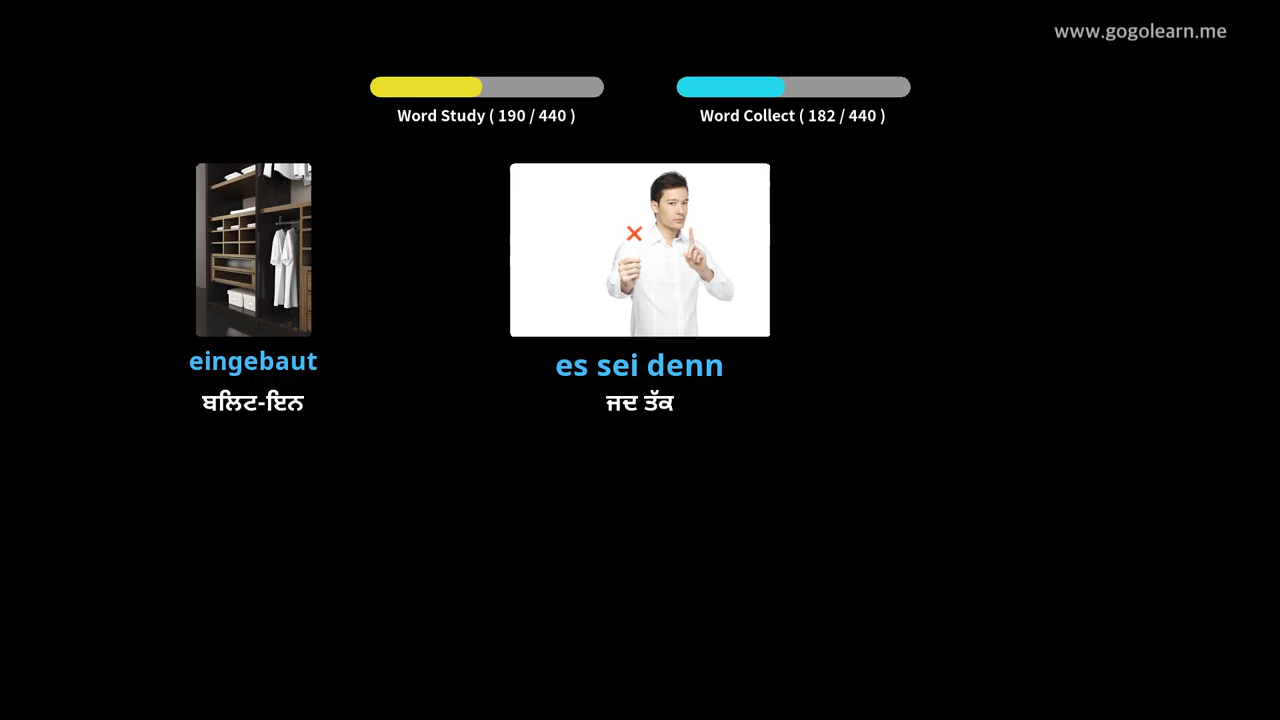 www.gogolearn.me
Word Study ( 190 / 440 )
Word Collect ( 182 / 440 )
eingebaut
ਬਲਿਟ-ਇਨ
es sei denn
ਜਦ ਤੱਕ